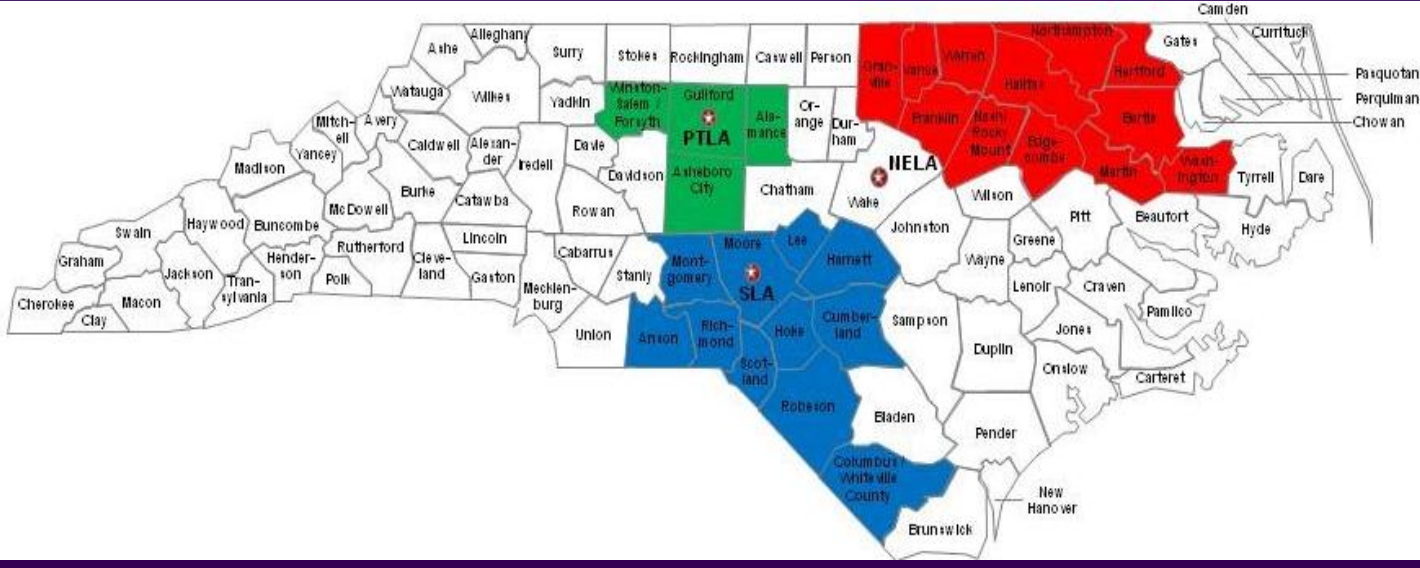 Camden
Alleghany
Ashe
Surry
Stokes
Rockingham
Caswell
Person
Gran-
ville
Vance
Warren
Northampton
Gates
Currituck
Halifax
Hertford
Pasquotan
Perquiman
Chowan
Watauga
Wilkes
Yadkin
Winston-
Salem /
Forsyth
Guilford
PTLA
Ala-
mance
Or-
ange
Dur-
ham
Franklin
Nash/
Rocky
Mount
Edge-
combe
Bertie
Martin
Wash-
ington
Tyrrell
Dare
Mitch-
ell
Avery
Yancey
Madison
Caldwell
Alexan-
der
Iredell
Davie
Davidson
Asheboro
City
Chatham
NELA
Wake
Wilson
Johnston
Pitt
Beaufort
Hyde
Burke
McDowell
Catawba
Rowan
Haywood
Buncombe
Swain
Graham
Jackson
Rutherford
Lincoln
Cleve-
land
Gaston
Hender-
son
Polk
Tran-
sylvania
Macon
Cherokee
Clay
Mecklen-
burg
Cabarrus
Stanly
Union
Mont-
gomery
Moore
Lee
SLA
Harnett
Anson
Rich-
mond
Hoke
Scot-
land
Cumber-
land
Robeson
Greene
Wayne
Lenoir
Craven
Pamlico
Jones
Sampson
Duplin
Onslow
Carteret
Bladen
Pender
Columbus /
Whiteville
County
New
Hanover
Brunswick